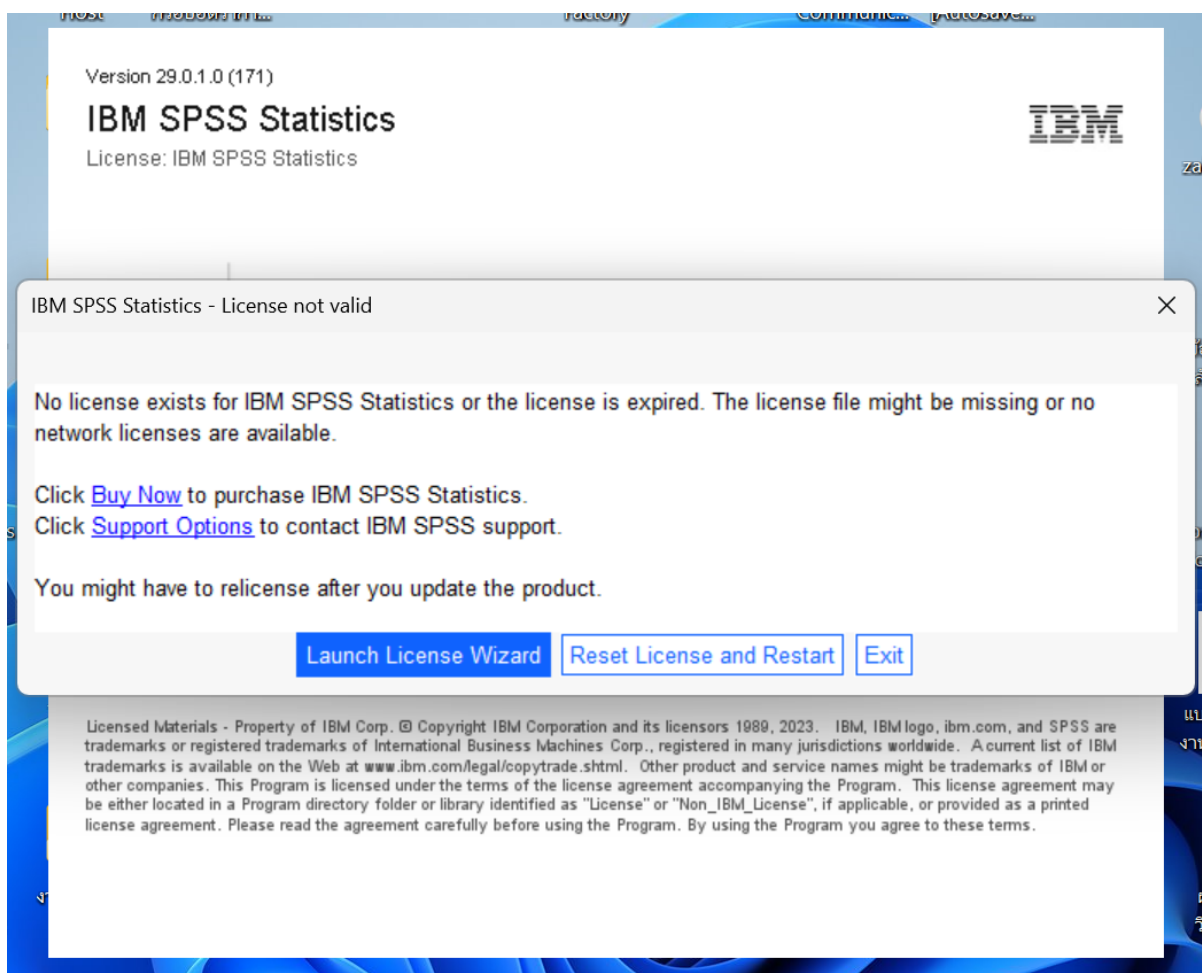 Version 29.0.1.0 (171)
IBM SPSS Statistics
IBM
License: IBM SPSS Statistics
IBM SPSS Statistics - License not valid
No license exists for IBM SPSS Statistics or the license is expired. The license file might be missing or no
network licenses are available.
Click Buy Now to purchase IBM SPSS Statistics.
Click Support Options to contact IBM SPSS support.
You might have to relicense after you update the product.
Launch License Wizard
Reset License and Restart
Exit
Licensed Materials - Property of IBM Corp. © Copyright IBM Corporation and its licensors 1989, 2023. IBM, IBM logo, ibm.com, and SPSS are
trademarks or registered trademarks of International Business Machines Corp., registered in many jurisdictions worldwide. A current list of IBM
trademarks is available on the Web at www.ibm.com/legal/copytrade.shtml. Other product and service names might be trademarks of IBM or
other companies. This Program is licensed under the terms of the license agreement accompanying the Program. This license agreement may
be either located in a Program directory folder or library identified as "License" or "Non_IBM_License", if applicable, or provided as a printed
license agreement. Please read the agreement carefully before using the Program. By using the Program you agree to these terms.